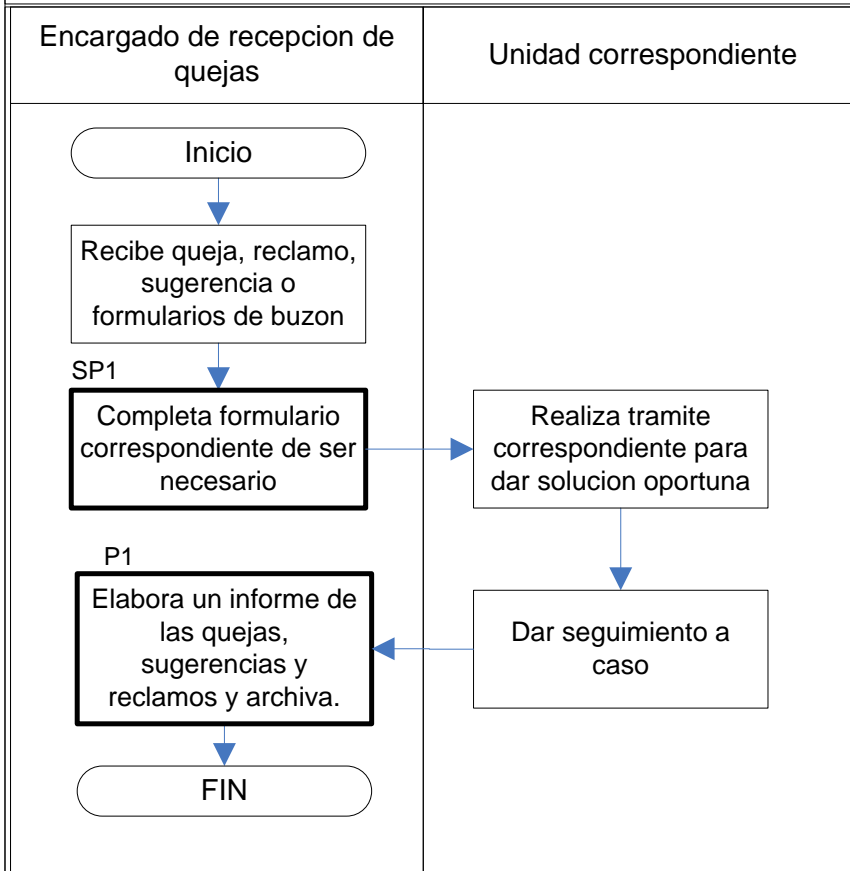 Encargado de recepcion de
quejas
Unidad correspondiente
Inicio
Recibe queja, reclamo,
sugerencia o
formularios de buzon
SP1
Completa formulario
correspondiente de ser
necesario
Realiza tramite
correspondiente para
dar solucion oportuna
Dar seguimiento a
caso
P1
Elabora un informe de
las quejas,
sugerencias y
reclamos y archiva.
FIN